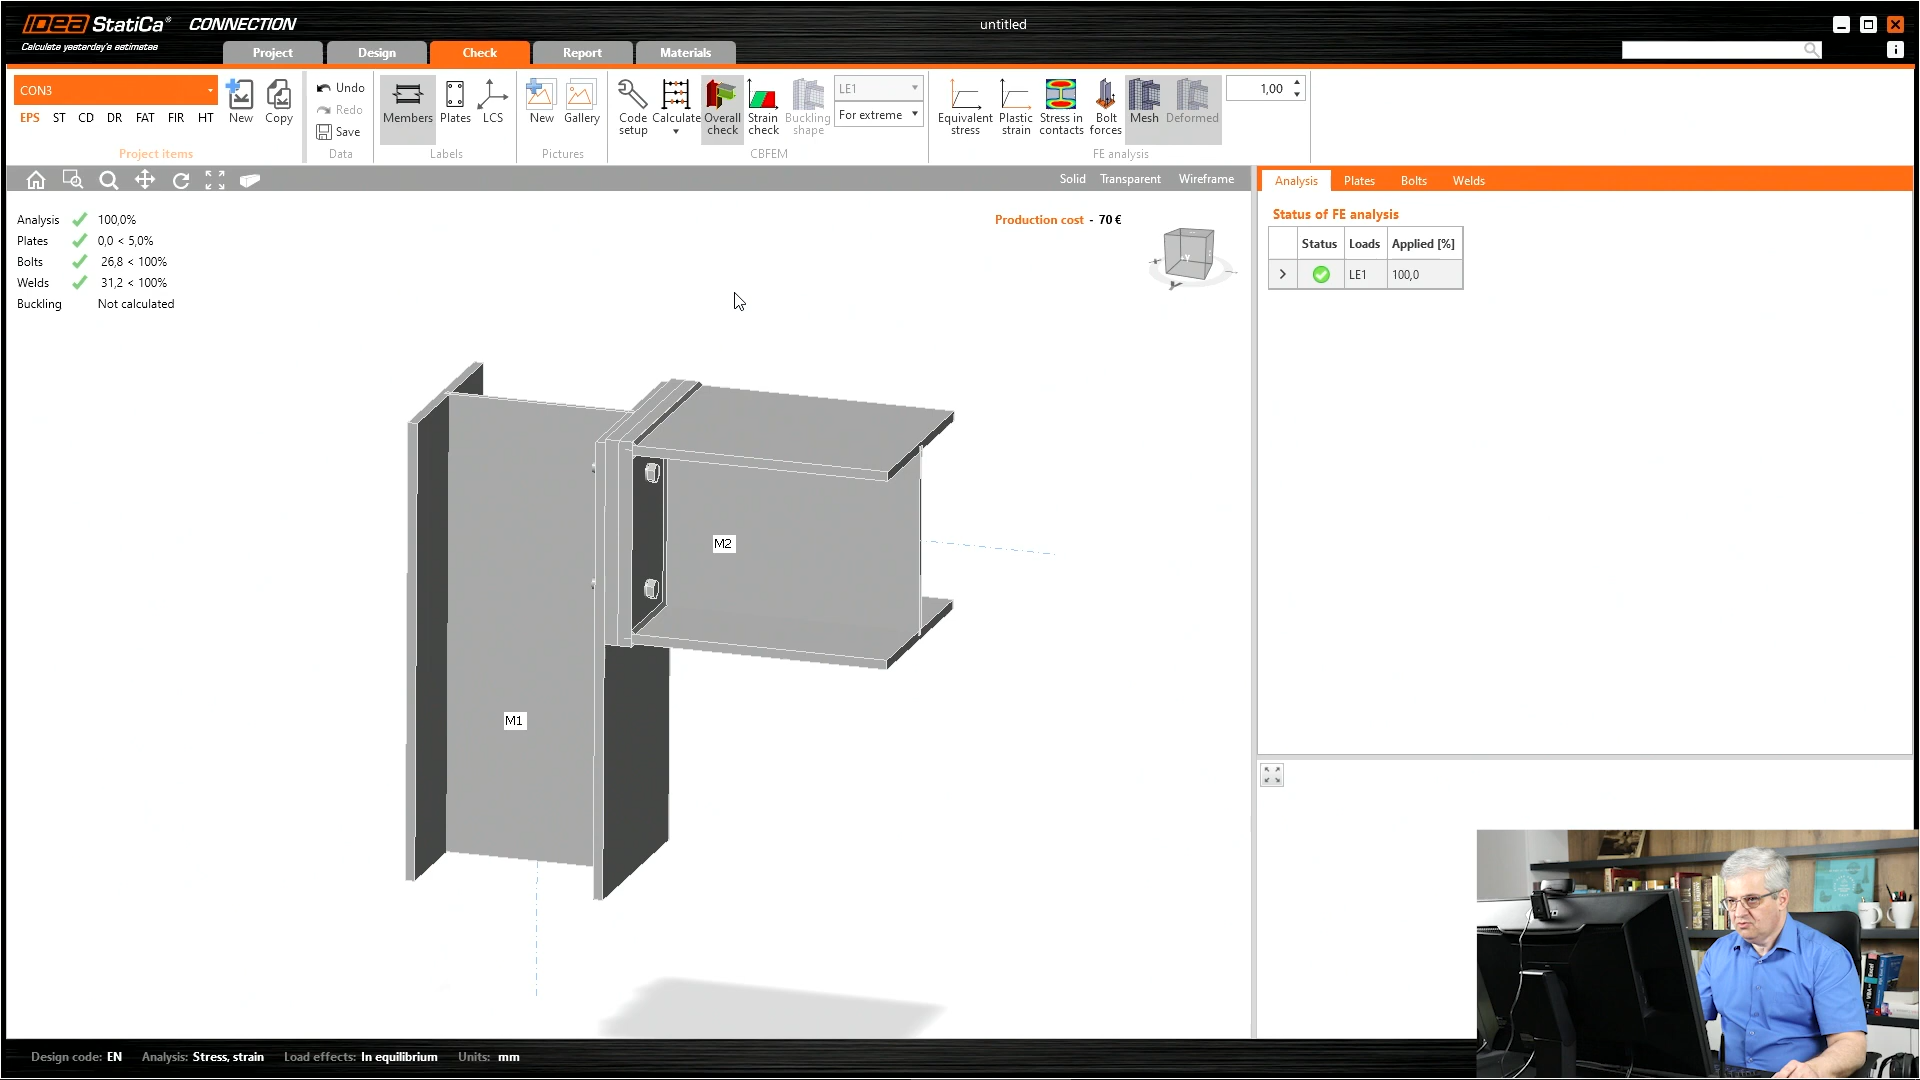 IDEA StatiCa® CONNECTION
Calculate yesterday's estimates
untitled
Project
Design
Check
Report
Materials
CON3
EPS ST CD DR FAT FIR HT
New
Copy
Project items
Undo
Redo
Save
Data
Members
Plates
LCS
Labels
New
Gallery
Pictures
Code setup
Calculate
Overall check
Strain check
Buckling shape
LE1
For extreme
CBFEM
Equivalent stress
Plastic strain
Stress in contacts
Bolt forces
Mesh
Deformed
1,00
FE analysis
Solid Transparent Wireframe
Analysis 100,0%
Plates 0,0 < 5,0%
Bolts 26,8 < 100%
Welds 31,2 < 100%
Buckling Not calculated
Production cost - 70 €
M2
M1
Analysis Plates Bolts Welds
Status of FE analysis
Status Loads Applied [%]
LE1 100,0
Design code: EN Analysis: Stress, strain Load effects: In equilibrium Units: mm